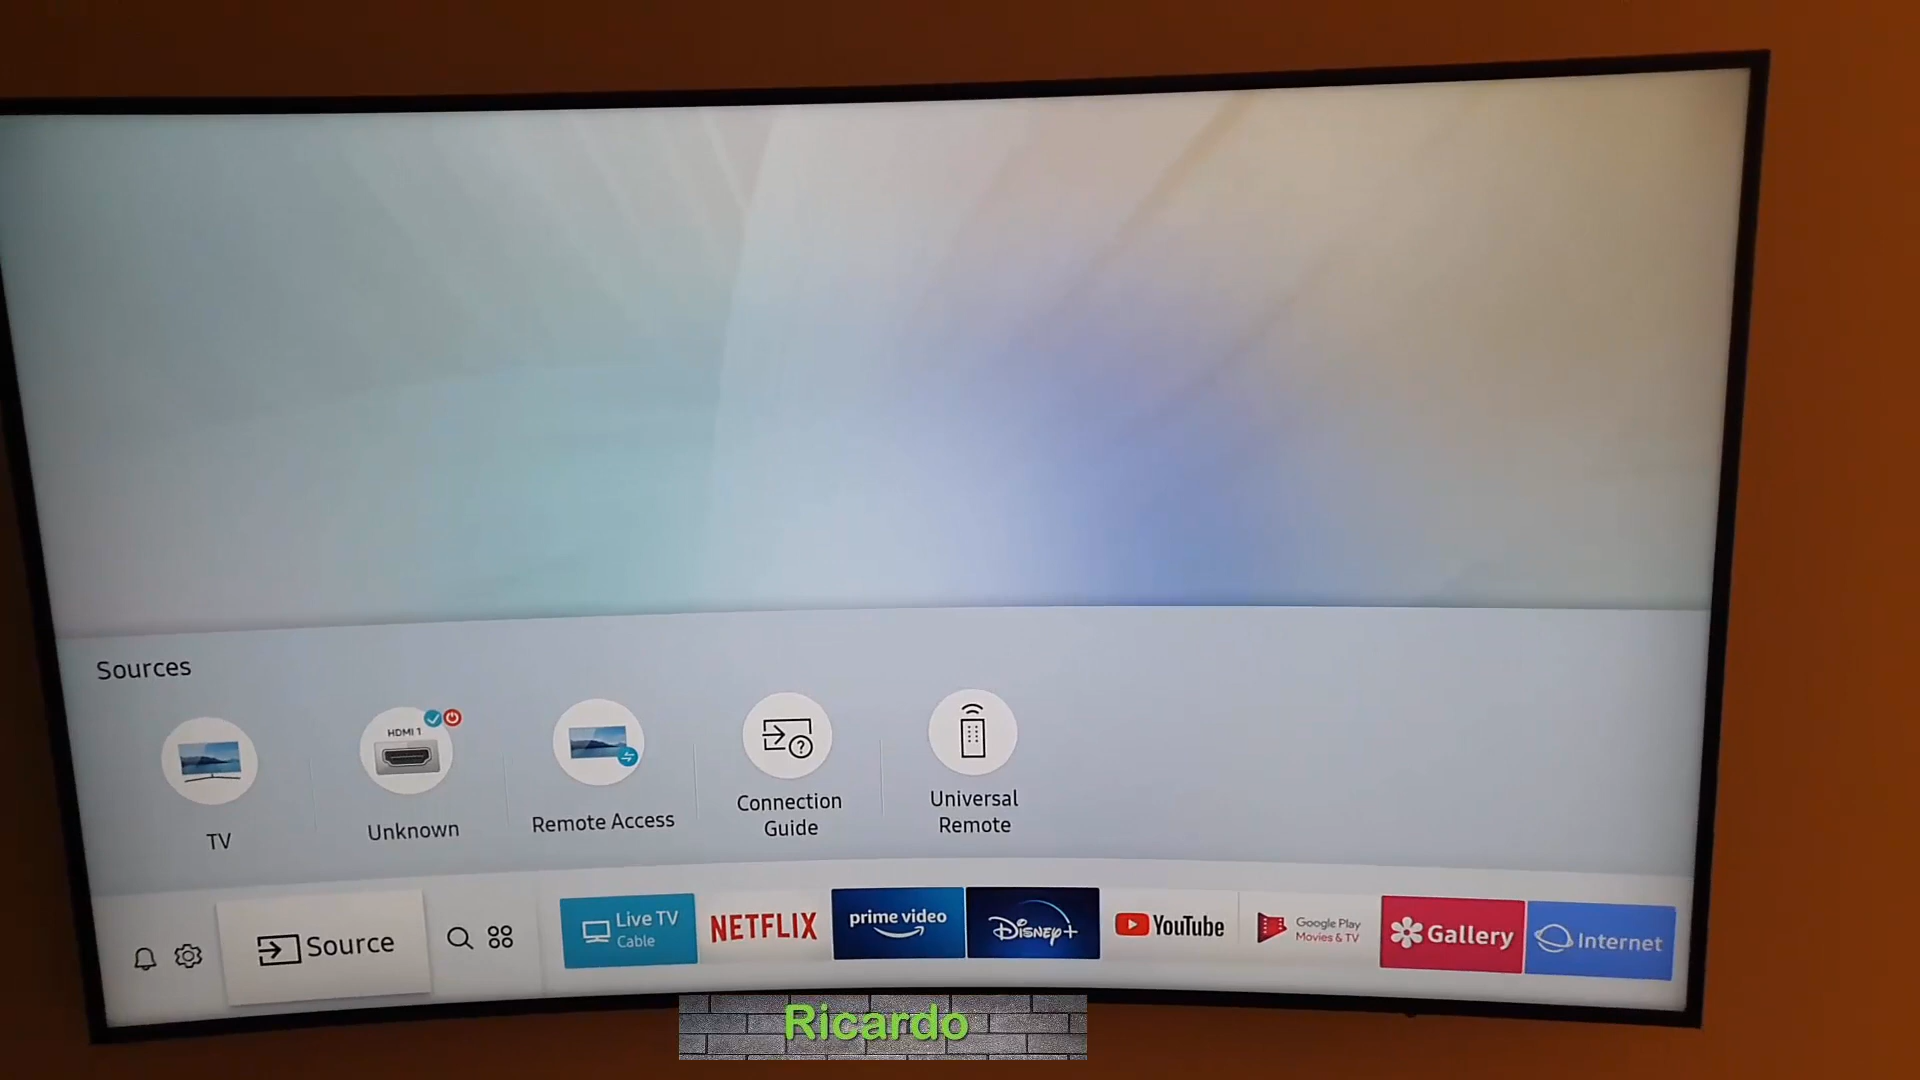 Sources
HDMI 1
TV
Unknown
Remote Access
Connection
Guide
Universal
Remote
Source
Live TV
Cable
NETFLIX
prime video
Disney+
YouTube
Google Play
Movies & TV
Gallery
Internet
Ricardo